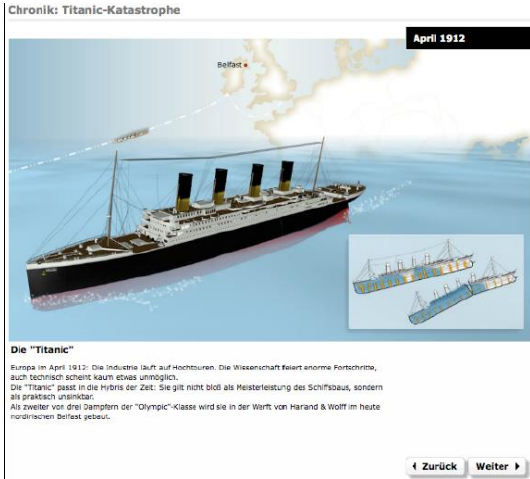 Chronik: Titanic-Katastrophe
April 1912
Belfast
Die "Titanic"
Europa im April 1912: Die Industrie läuft auf Hochtouren. Die Wissenschaft feiert enorme Fortschritte,
auch technisch scheint kaum etwas unmöglich.
Die "Titanic" passt in die Hybris der Zeit: Sie gilt nicht bloß als Meisterleistung des Schiffsbaus, sondern
als praktisch unsinkbar.
Als zweiter von drei Dampfern der "Olympic"-Klasse wird sie in der Werft von Harland & Wolff im heute
nordirischen Belfast gebaut.
Zurück
Weiter